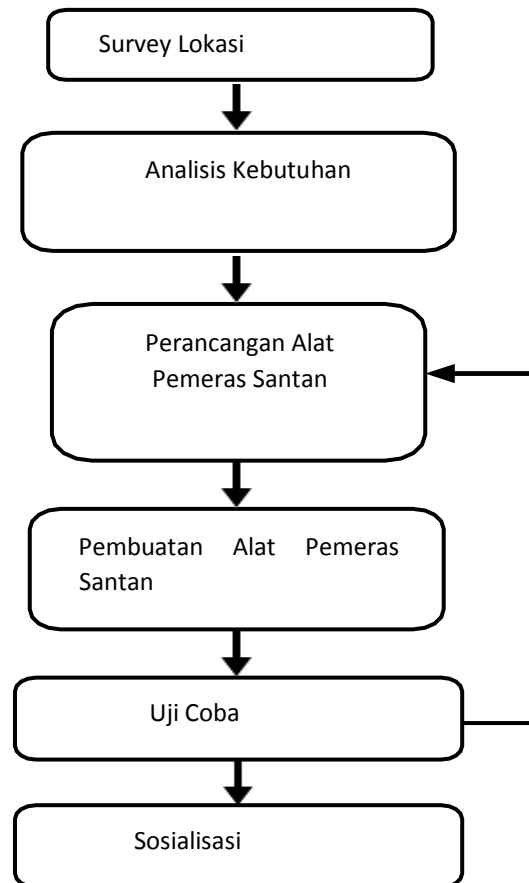 Survey Lokasi
Analisis Kebutuhan
Perancangan Alat
Pemeras Santan
Pembuatan Alat Pemeras
Santan
Uji Coba
Sosialisasi